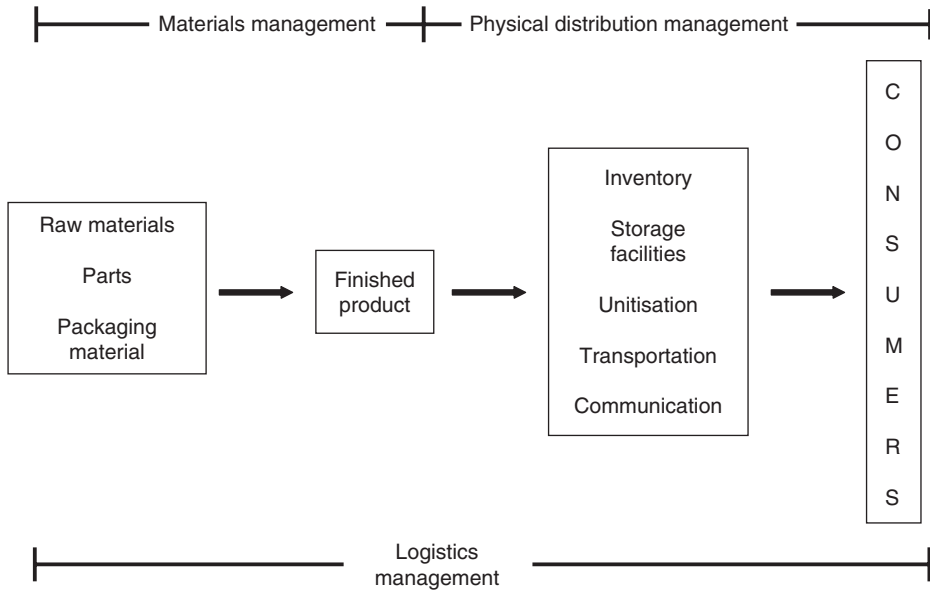 Materials management
Physical distribution management
Raw materials
Parts
Packaging
material
Finished
product
Inventory
Storage
facilities
Unitisation
Transportation
Communication
C
O
N
S
U
M
E
R
S
Logistics
management